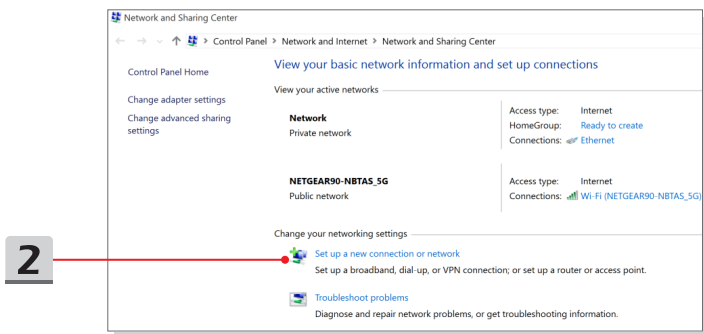 Network and Sharing Center
Control Panel > Network and Internet > Network and Sharing Center
Control Panel Home
Change adapter settings
Change advanced sharing
settings
View your basic network information and set up connections
View your active networks
Network
Private network
Access type: Internet
HomeGroup: Ready to create
Connections: Ethernet
NETGEAR90-NBTAS_5G
Public network
Access type: Internet
Connections: Wi-Fi (NETGEAR90-NBTAS_5G)
Change your networking settings
2
Set up a new connection or network
Set up a broadband, dial-up, or VPN connection; or set up a router or access point.
Troubleshoot problems
Diagnose and repair network problems, or get troubleshooting information.